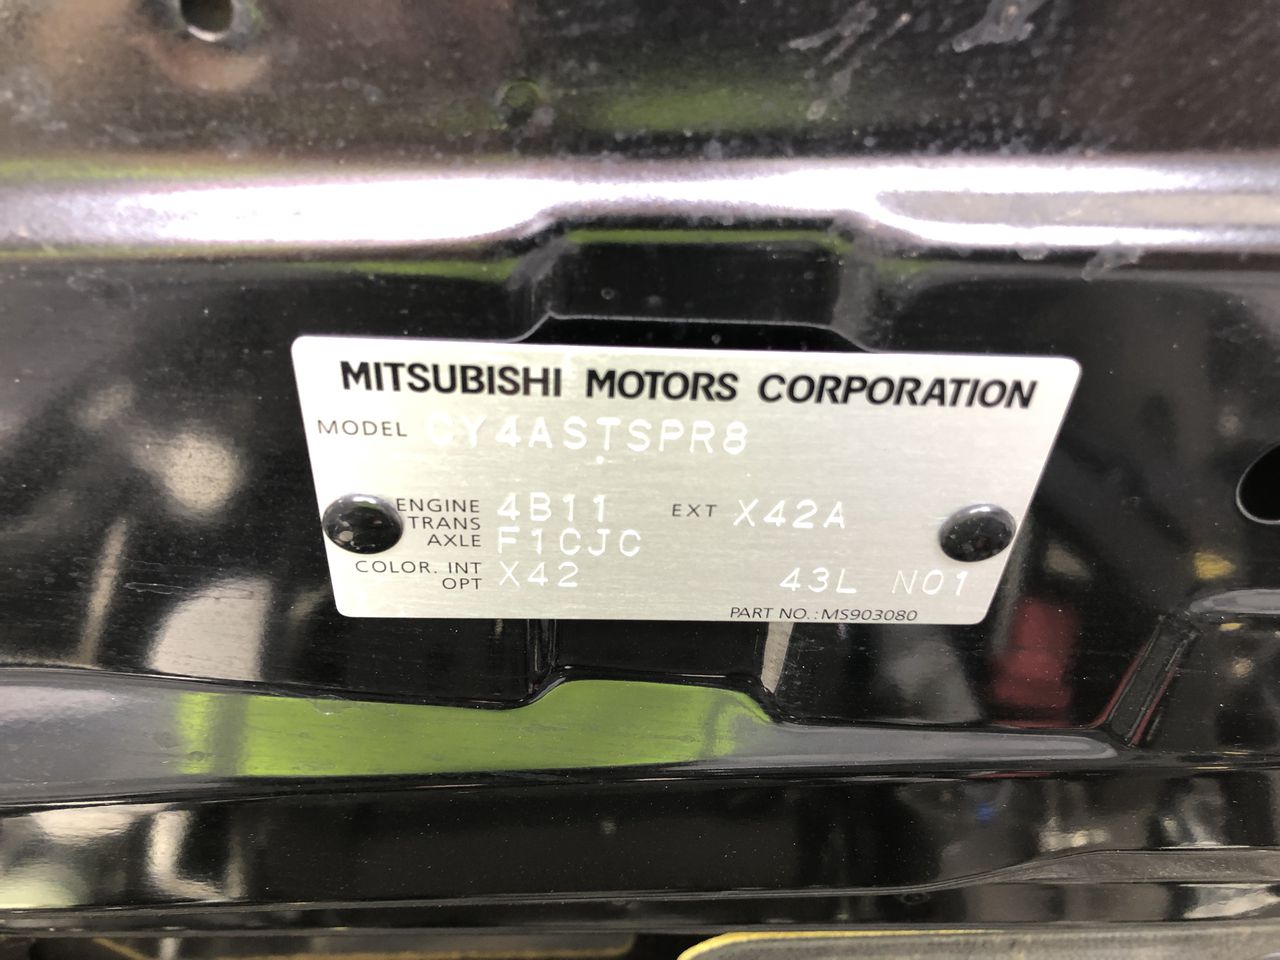 MITSUBISHI MOTORS CORPORATION
MODEL CY4ASTSPR8
ENGINE 4B11 EXT X42A
TRANS AXLE F1CJC
COLOR. INT OPT X42 43L N01
PART NO.: MS903080